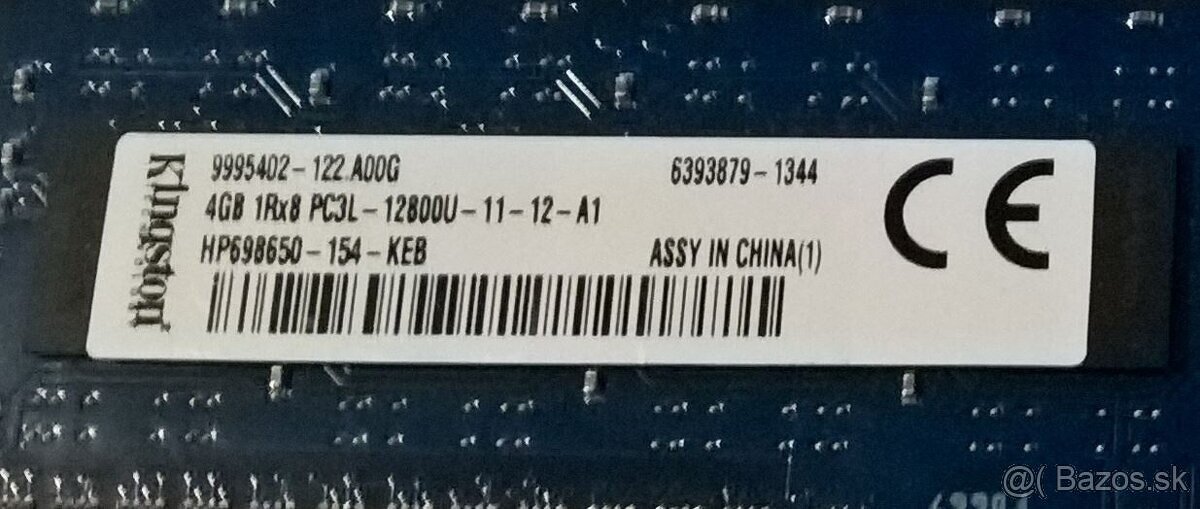 Kingston
9995402-122.A00G
6393879-1344
4GB 1Rx8 PC3L-12800U-11-12-A1
HP698650-154-KEB
ASSY IN CHINA(1)
CE
@( Bazos.sk